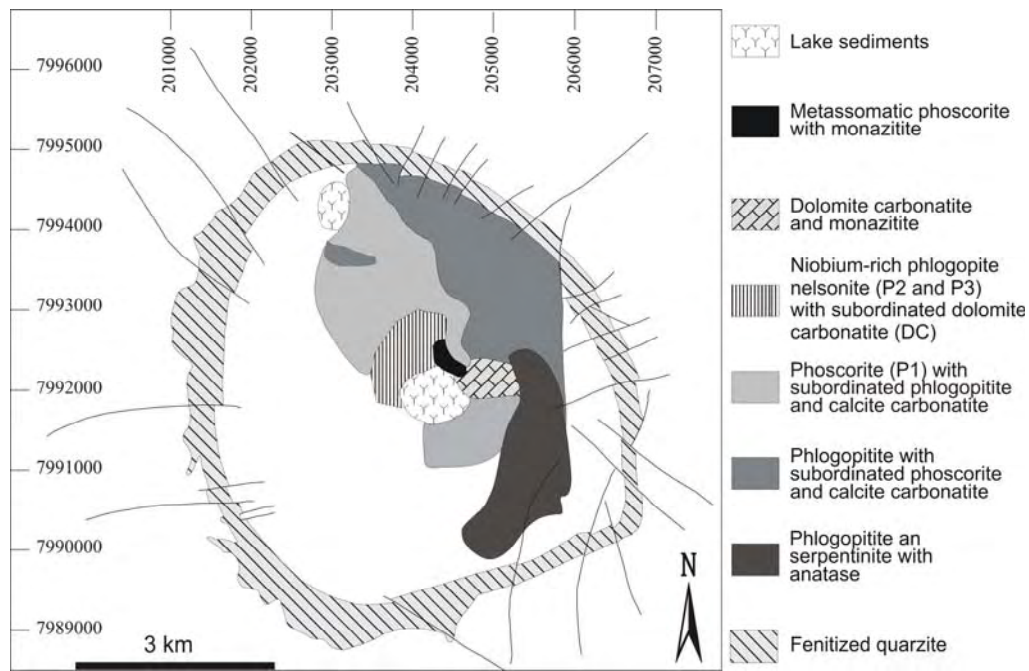 201000
202000
203000
204000
205000
206000
207000
7996000
7995000
7994000
7993000
7992000
7991000
7990000
7989000
3 km
N
Lake sediments
Metassomatic phoscorite
with monazitite
Dolomite carbonatite
and monazitite
Niobium-rich phlogopite
nelsonite (P2 and P3)
with subordinated dolomite
carbonatite (DC)
Phoscorite (P1) with
subordinated phlogopitite
and calcite carbonatite
Phlogopitite with
subordinated phoscorite
and calcite carbonatite
Phlogopitite an
serpentinite with
anatase
Fenitized quarzite